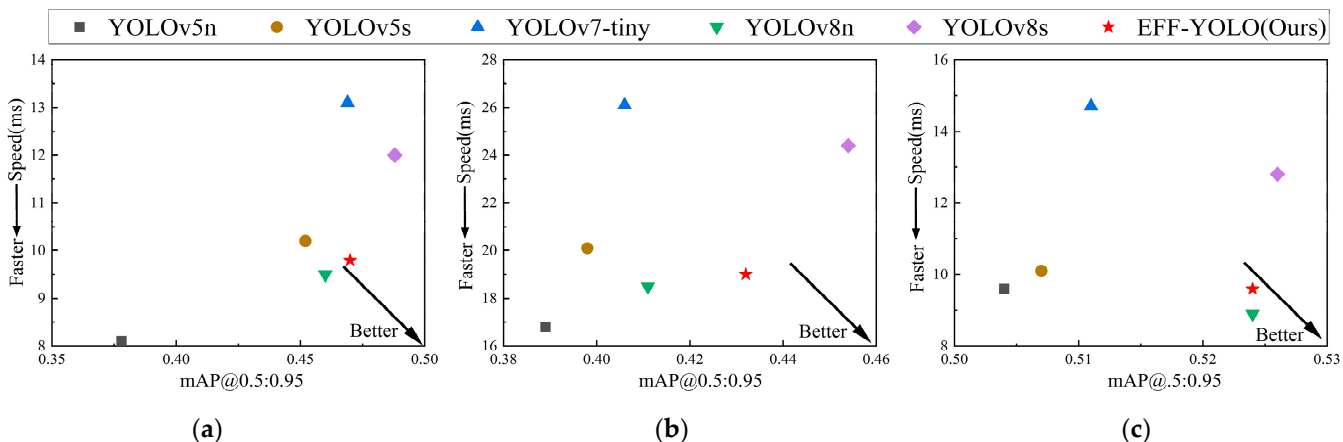 YOLOv5n YOLOv5s YOLOv7-tiny YOLOv8n YOLOv8s EFF-YOLO(Ours)
14
13
12
11
10
9
8
Faster Speed(ms)
Better
0.35 0.40 0.45 0.50
mAP@0.5:0.95
(a)
28
26
24
22
20
18
16
Faster Speed(ms)
Better
0.38 0.40 0.42 0.44 0.46
mAP@0.5:0.95
(b)
16
14
12
10
8
Faster Speed(ms)
Better
0.50 0.51 0.52 0.53
mAP@.5:0.95
(c)